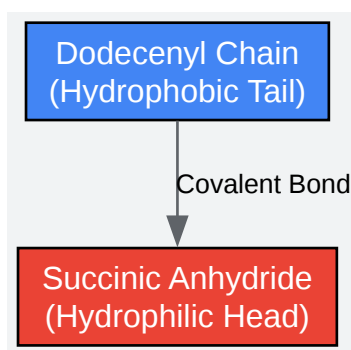 Dodecenyl Chain
(Hydrophobic Tail)
Covalent Bond
Succinic Anhydride
(Hydrophilic Head)